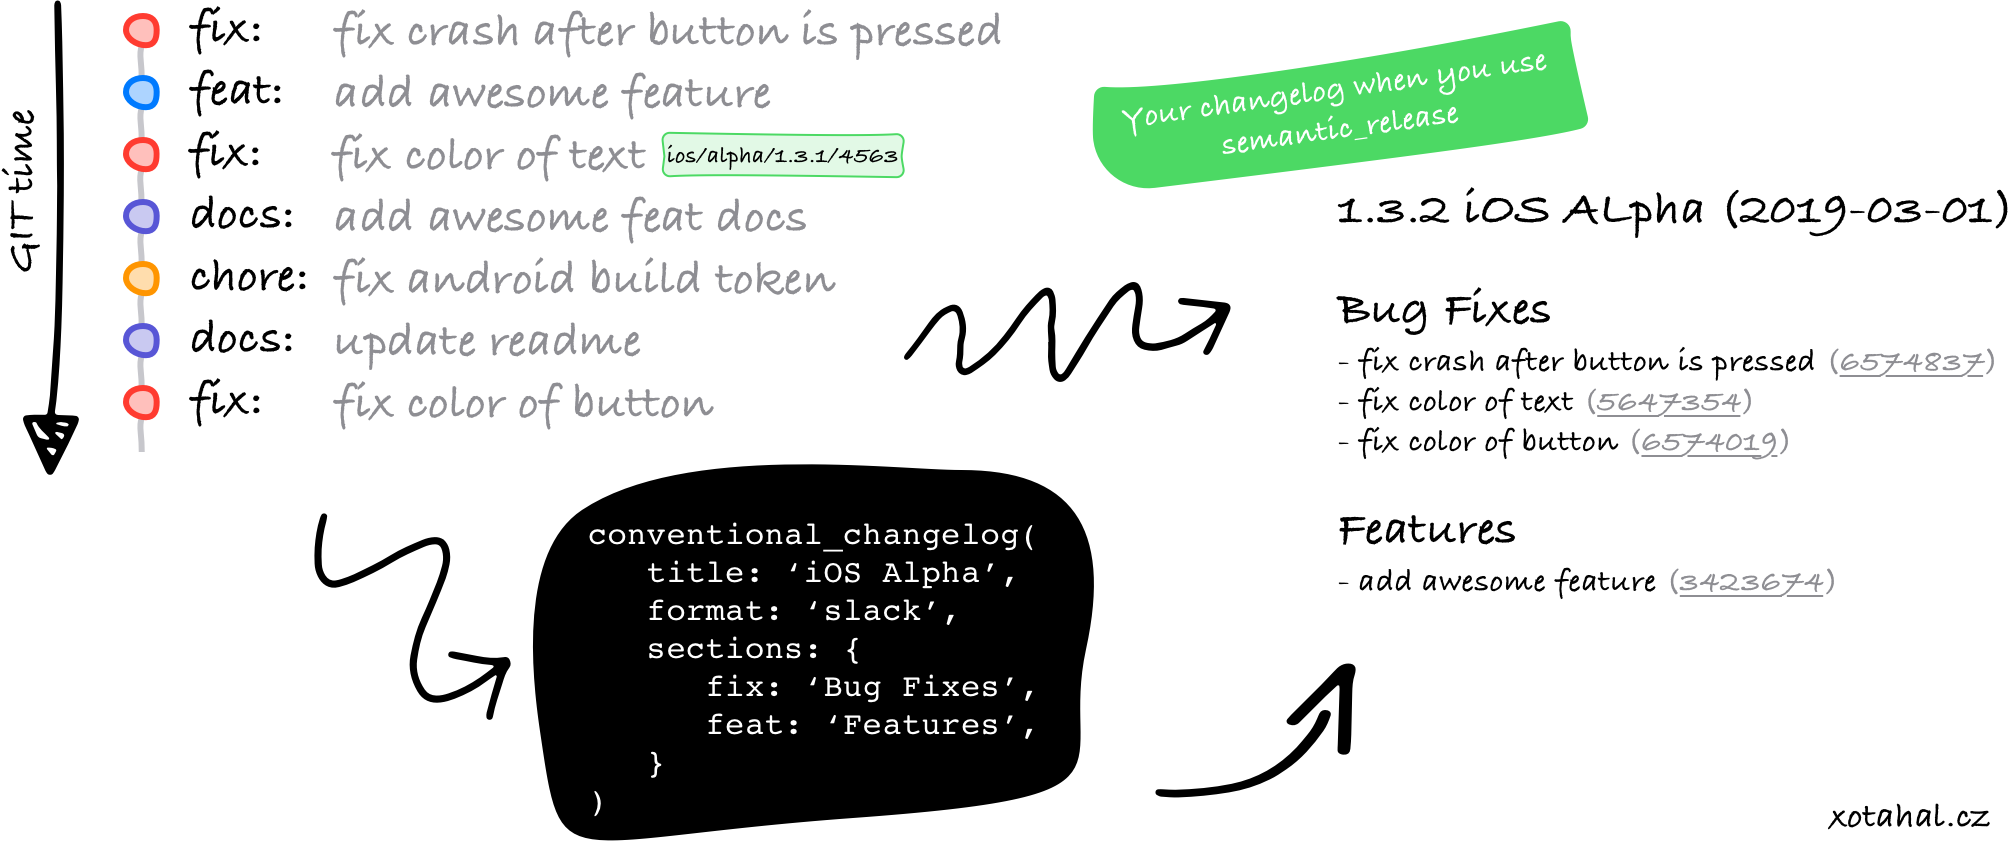 GIT time
fix: fix crash after button is pressed
feat: add awesome feature
fix: fix color of text ios/alpha/1.3.1/4563
docs: add awesome feat docs
chore: fix android build token
docs: update readme
fix: fix color of button
Your changelog when you use
semantic_release
1.3.2 iOS ALpha (2019-03-01)
Bug Fixes
- fix crash after button is pressed (6574837)
- fix color of text (5647354)
- fix color of button (6574019)
Features
- add awesome feature (3423674)
conventional_changelog(
title: ‘iOS Alpha’,
format: ‘slack’,
sections: {
fix: ‘Bug Fixes’,
feat: ‘Features’,
}
)
xotahal.cz